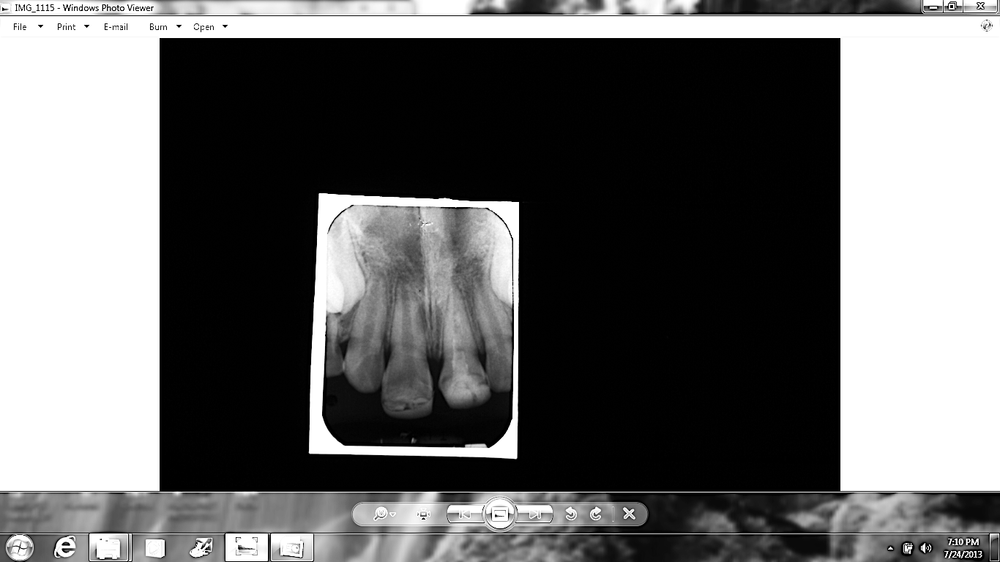 IMG_1115 - Windows Photo Viewer
File Print E-mail Burn Open
7:10 PM
7/24/2013